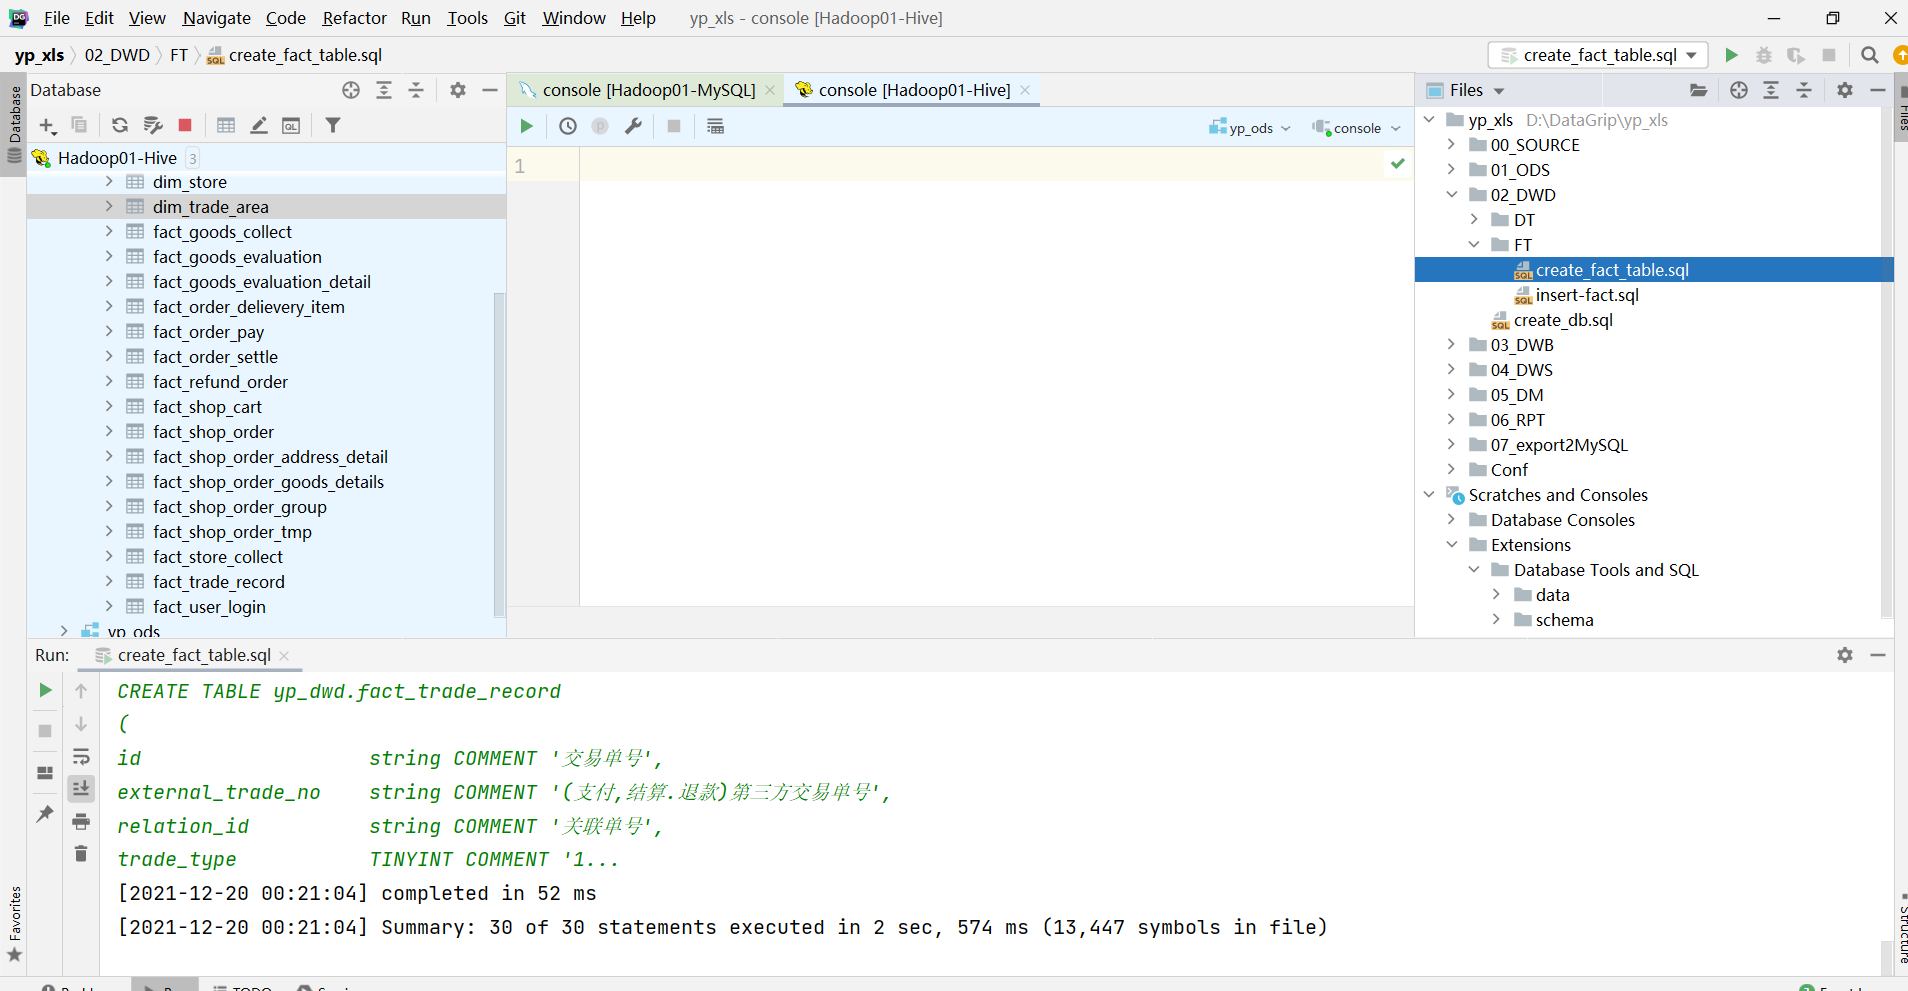 File Edit View Navigate Code Refactor Run Tools Git Window Help yp_xls - console [Hadoop01-Hive]
yp_xls 02_DWD FT create_fact_table.sql
create_fact_table.sql
Database
Database
Hadoop01-Hive 3
dim_store
dim_trade_area
fact_goods_collect
fact_goods_evaluation
fact_goods_evaluation_detail
fact_order_delievery_item
fact_order_pay
fact_order_settle
fact_refund_order
fact_shop_cart
fact_shop_order
fact_shop_order_address_detail
fact_shop_order_goods_details
fact_shop_order_group
fact_shop_order_tmp
fact_store_collect
fact_trade_record
fact_user_login
yp_ods
console [Hadoop01-MySQL] console [Hadoop01-Hive]
yp_ods console
1
Files
Files
yp_xls D:\DataGrip\yp_xls
00_SOURCE
01_ODS
02_DWD
DT
FT
create_fact_table.sql
insert-fact.sql
create_db.sql
03_DWB
04_DWS
05_DM
06_RPT
07_export2MySQL
Conf
Scratches and Consoles
Database Consoles
Extensions
Database Tools and SQL
data
schema
Run: create_fact_table.sql
CREATE TABLE yp_dwd.fact_trade_record
(
id string COMMENT '交易单号',
external_trade_no string COMMENT '(支付,结算.退款)第三方交易单号',
relation_id string COMMENT '关联单号',
trade_type TINYINT COMMENT '1...
[2021-12-20 00:21:04] completed in 52 ms
[2021-12-20 00:21:04] Summary: 30 of 30 statements executed in 2 sec, 574 ms (13,447 symbols in file)
Favorites
Structure
TODO